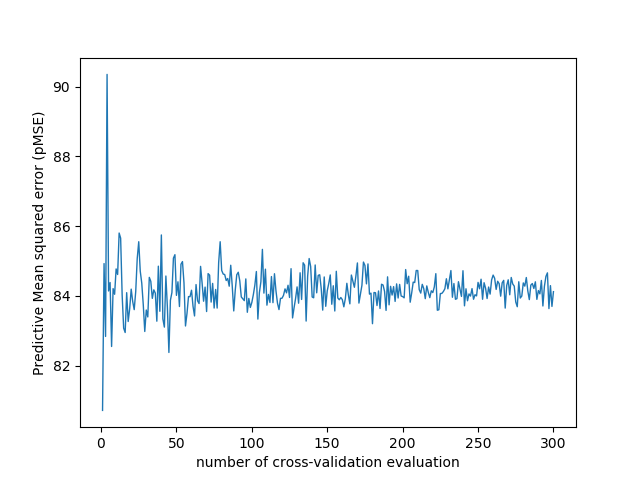 90
88
86
84
82
Predictive Mean squared error (pMSE)
0 50 100 150 200 250 300
number of cross-validation evaluation